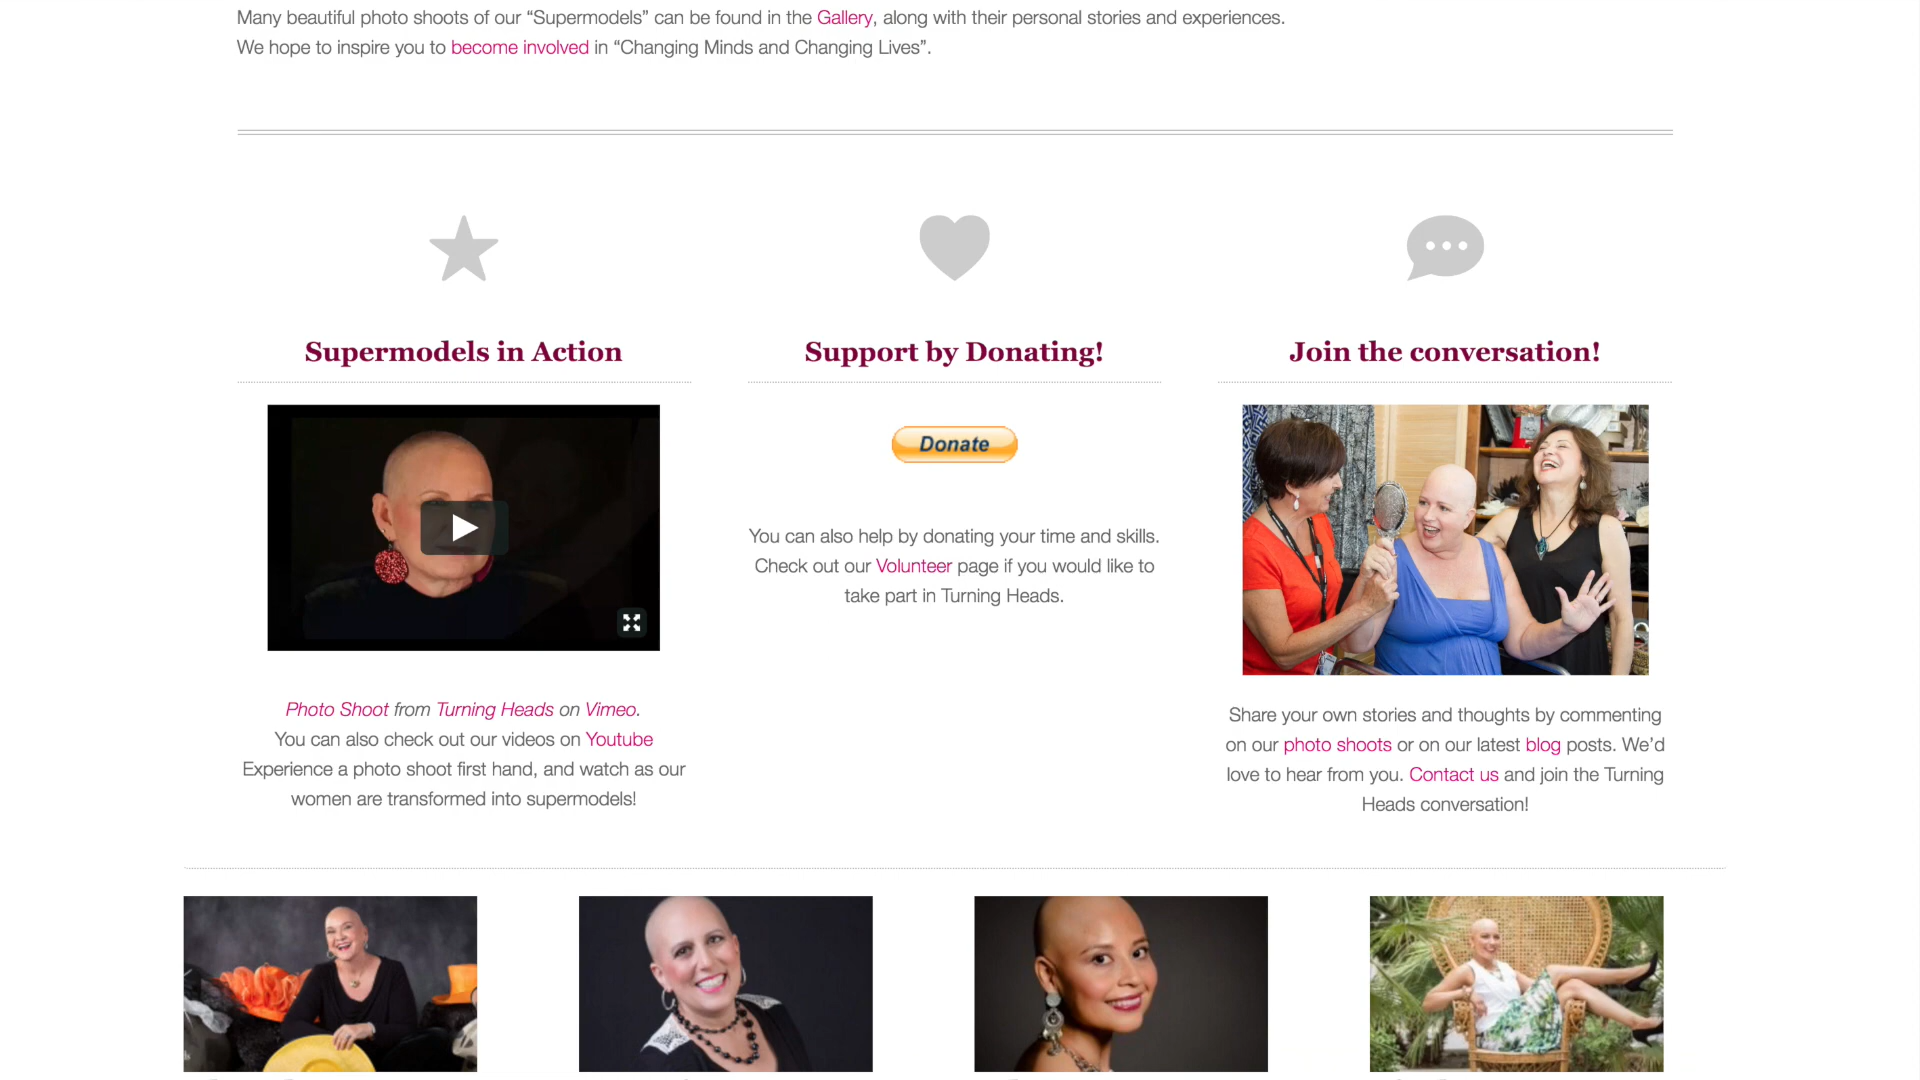 Many beautiful photo shoots of our “Supermodels” can be found in the Gallery, along with their personal stories and experiences.
We hope to inspire you to become involved in “Changing Minds and Changing Lives”.
Supermodels in Action
Photo Shoot from Turning Heads on Vimeo.
You can also check out our videos on Youtube
Experience a photo shoot first hand, and watch as our
women are transformed into supermodels!
Support by Donating!
Donate
You can also help by donating your time and skills.
Check out our Volunteer page if you would like to
take part in Turning Heads.
Join the conversation!
Share your own stories and thoughts by commenting
on our photo shoots or on our latest blog posts. We’d
love to hear from you. Contact us and join the Turning
Heads conversation!